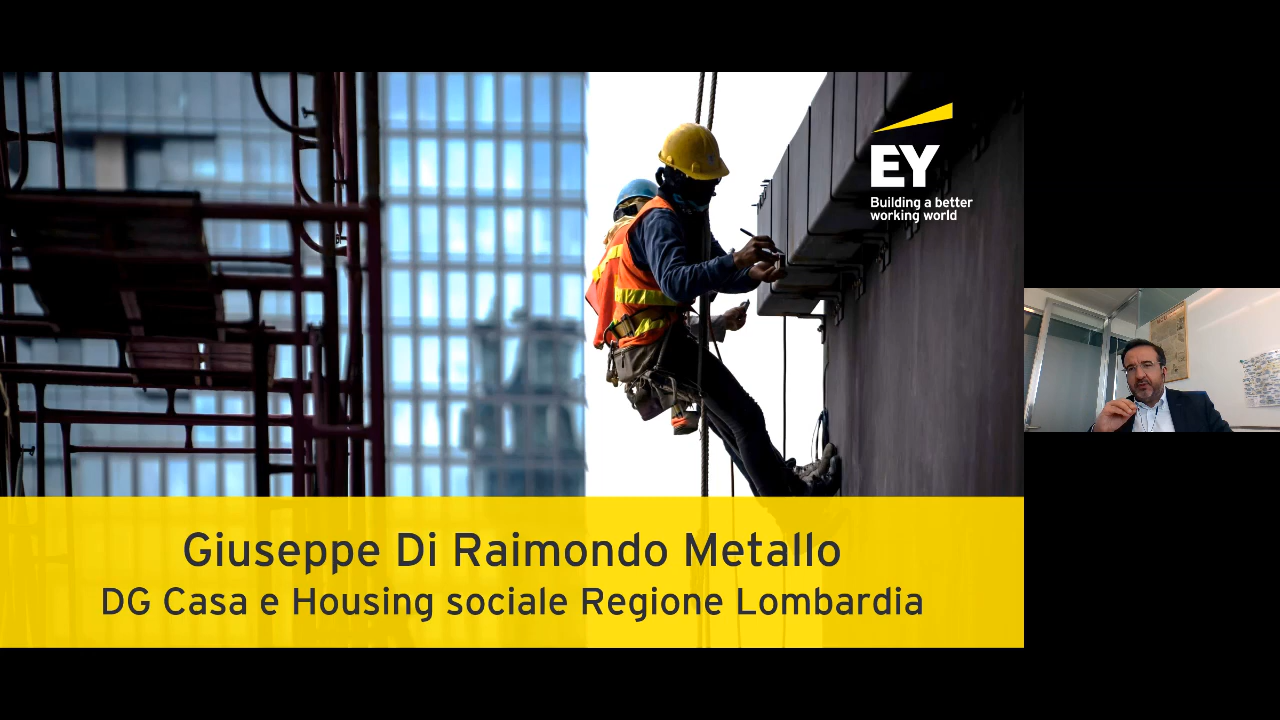 EY
Building a better
working world
Giuseppe Di Raimondo Metallo
DG Casa e Housing sociale Regione Lombardia